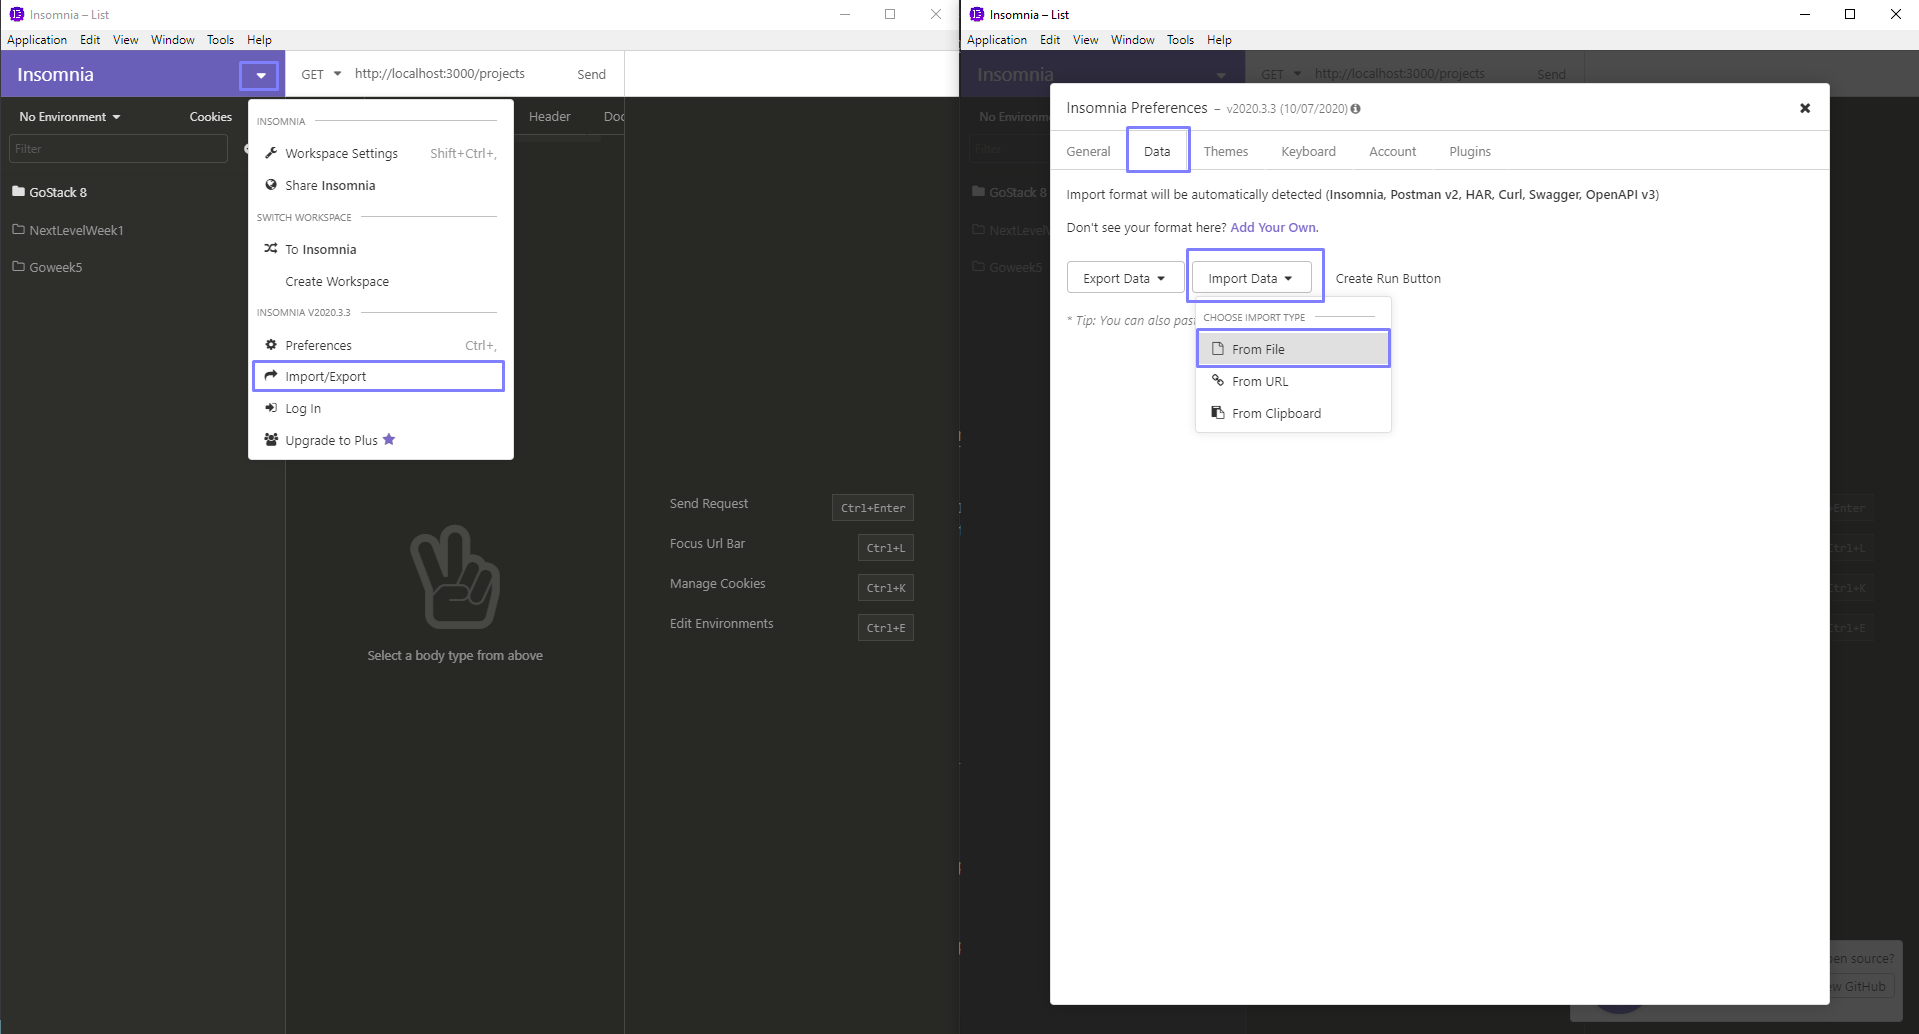 Insomnia – List
Application Edit View Window Tools Help
Insomnia
GET http://localhost:3000/projects Send
No Environment Cookies
Header
Filter
GoStack 8
NextLevelWeek1
Goweek5
INSOMNIA
Workspace Settings Shift+Ctrl+,
Share Insomnia
SWITCH WORKSPACE
To Insomnia
Create Workspace
INSOMNIA V2020.3.3
Preferences Ctrl+,
Import/Export
Log In
Upgrade to Plus
Select a body type from above
Send Request Ctrl+Enter
Focus Url Bar Ctrl+L
Manage Cookies Ctrl+K
Edit Environments Ctrl+E
Insomnia – List
Application Edit View Window Tools Help
Insomnia
GET http://localhost:3000/projects Send
No Environme
Filter
GoStack 8
NextLevelW
Goweek5
Insomnia Preferences – v2020.3.3 (10/07/2020)
General Data Themes Keyboard Account Plugins
Import format will be automatically detected (Insomnia, Postman v2, HAR, Curl, Swagger, OpenAPI v3)
Don't see your format here? Add Your Own.
Export Data Import Data Create Run Button
* Tip: You can also past
CHOOSE IMPORT TYPE
From File
From URL
From Clipboard
+Enter
trl+L
trl+K
trl+E
en source?
ew GitHub